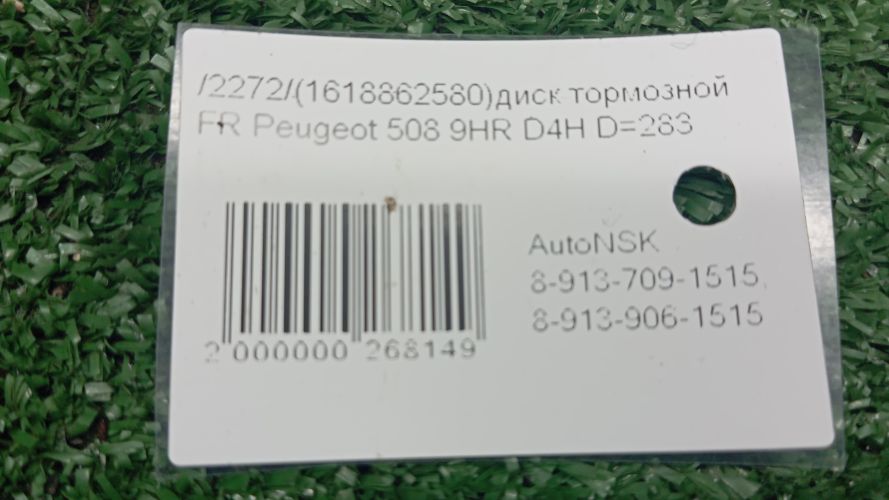 /2272/(1618862580)диск тормозной
FR Peugeot 508 9HR D4H D=283
AutoNSK
8-913-709-1515,
8-913-906-1515
2 000000 268149